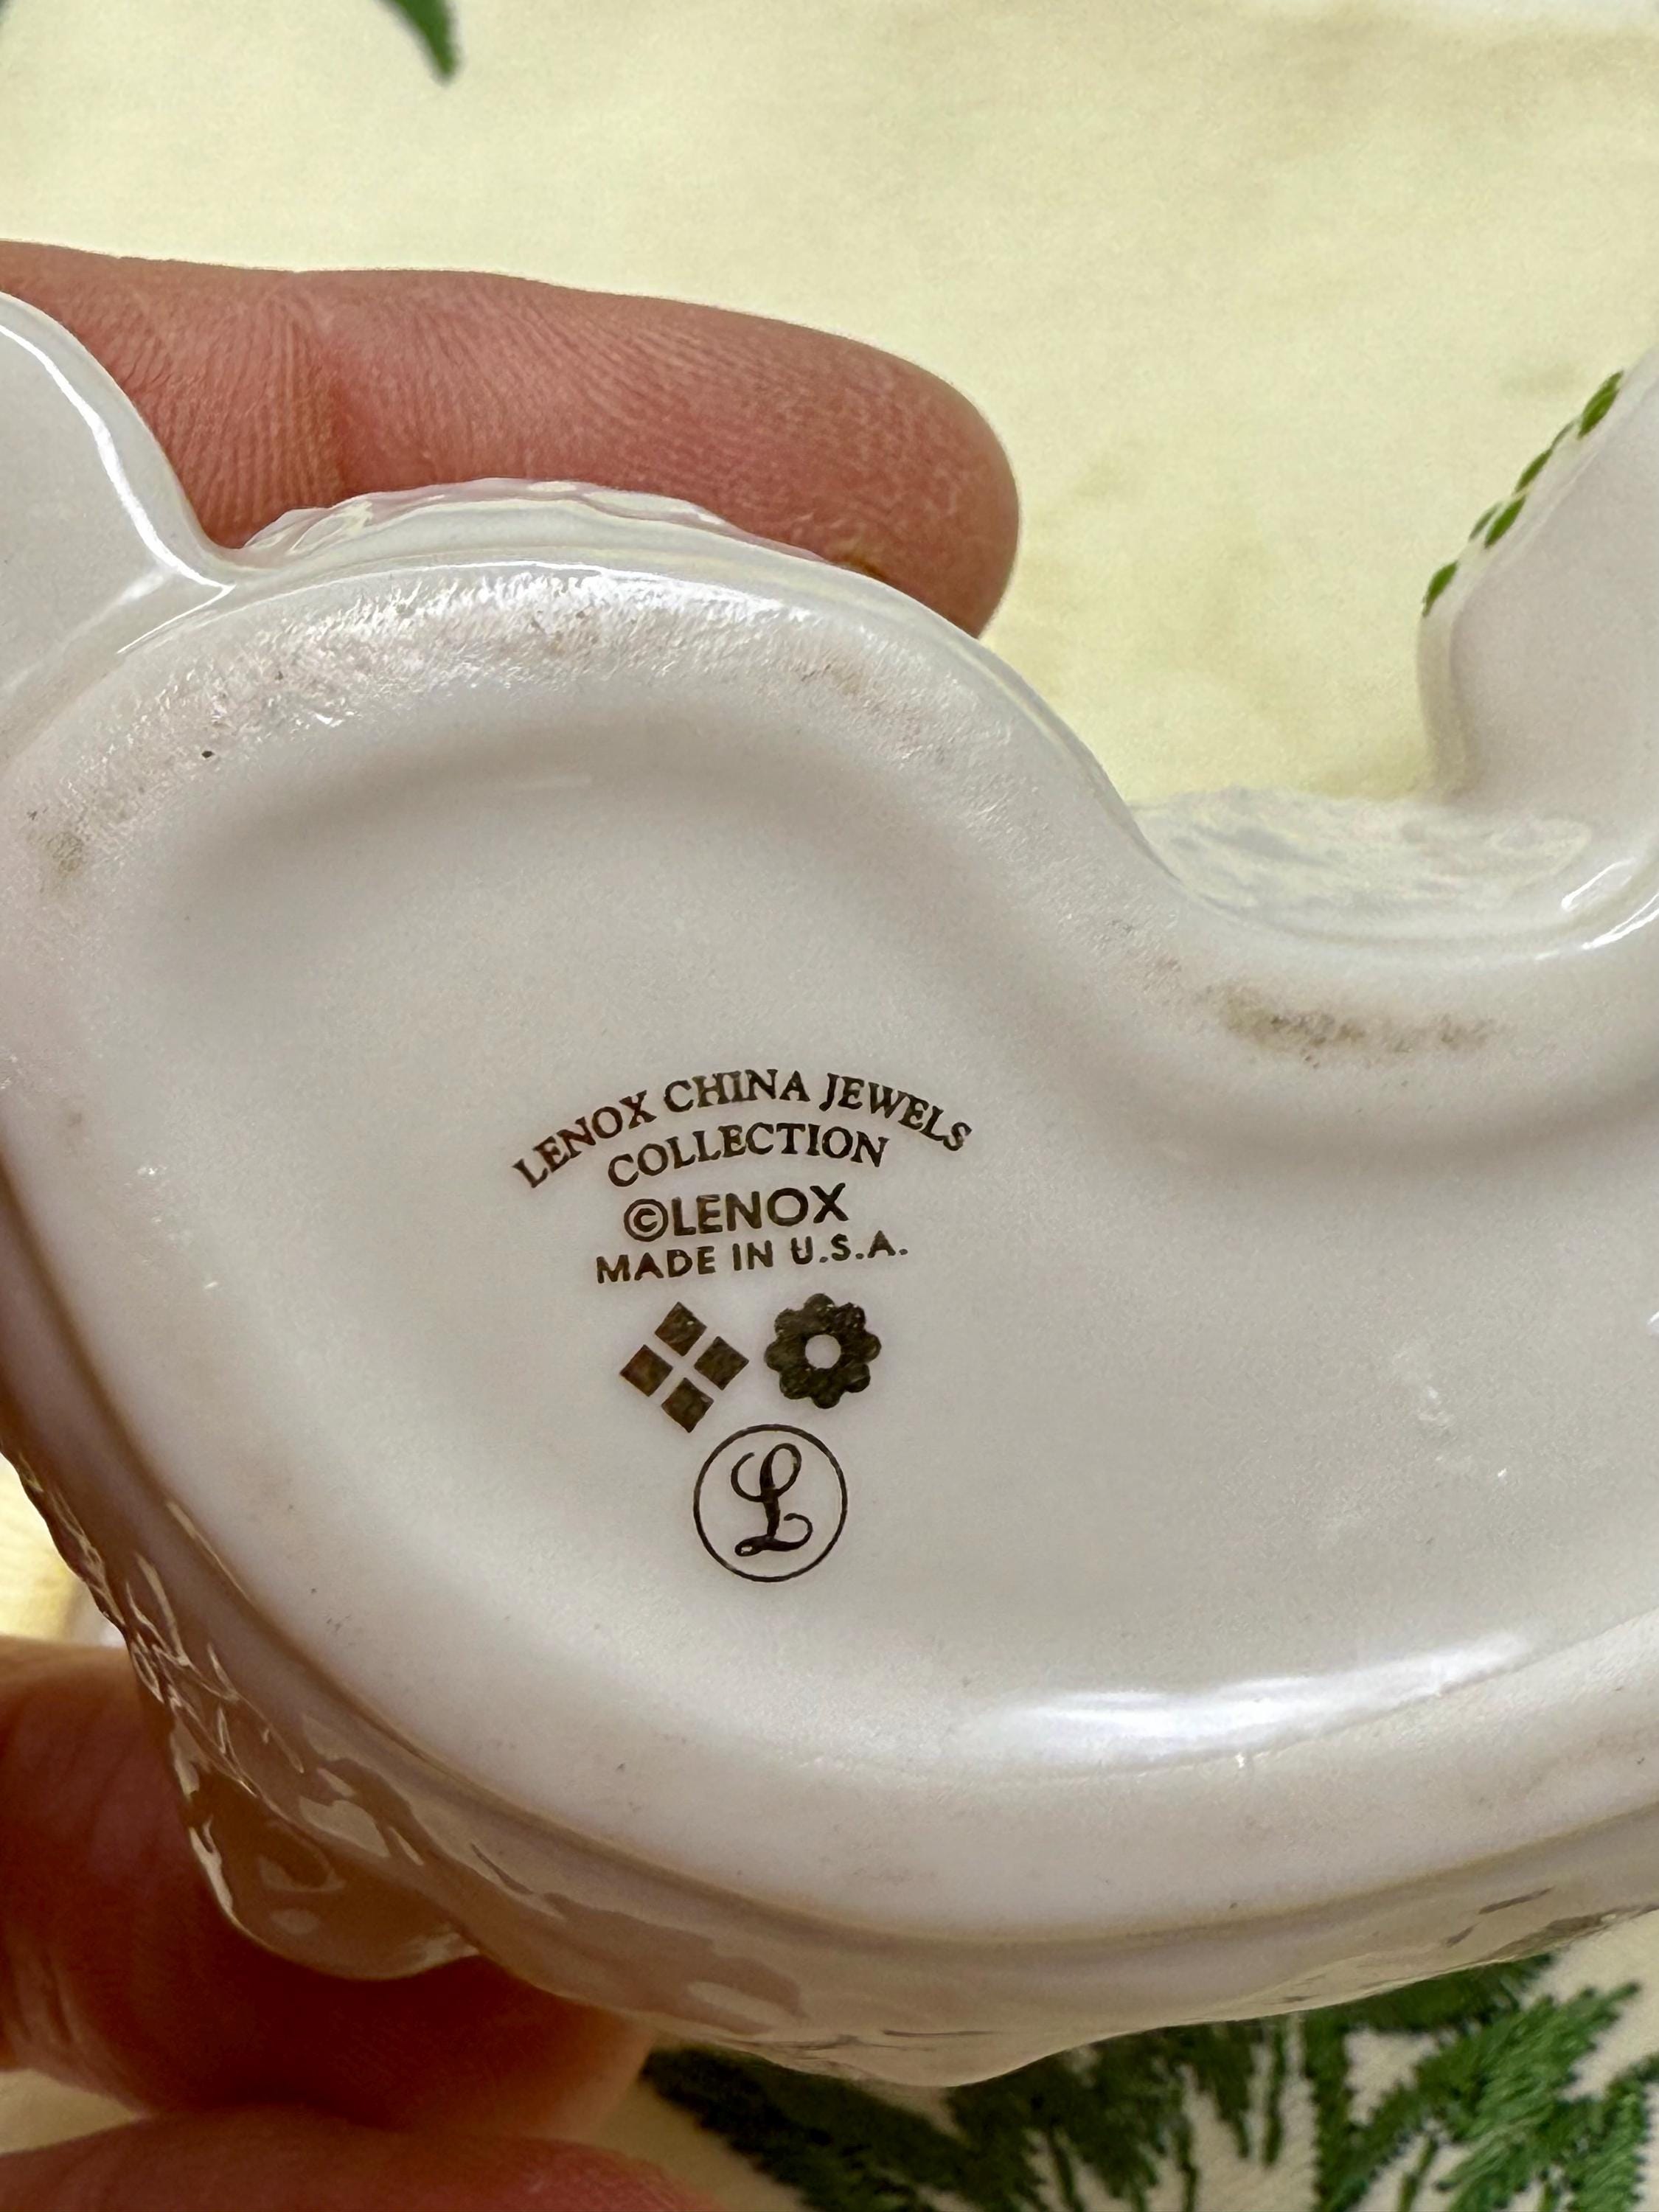 LENOX CHINA JEWELS
COLLECTION
©LENOX
MADE IN U.S.A.
L